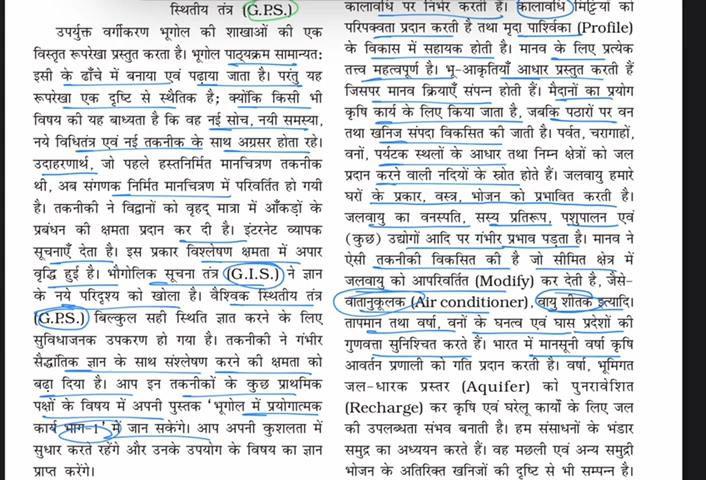 स्थितीय तंत्र (G.P.S.)
उपर्युक्त वर्गीकरण भूगोल की शाखाओं की एक
विस्तृत रूपरेखा प्रस्तुत करता है। भूगोल पाठ्यक्रम सामान्यत:
इसी के ढाँचे में बनाया एवं पढ़ाया जाता है। परंतु यह
रूपरेखा एक दृष्टि से स्थैतिक है; क्योंकि किसी भी
विषय की यह बाध्यता है कि वह नई सोच, नयी समस्या,
नये विधितंत्र एवं नई तकनीक के साथ अग्रसर होता रहे।
उदाहरणार्थ, जो पहले हस्तनिर्मित मानचित्रण तकनीक
थी, अब संगणक निर्मित मानचित्रण में परिवर्तित हो गयी
है। तकनीकी ने विद्वानों को वृहद् मात्रा में आँकड़ों के
प्रबंधन की क्षमता प्रदान कर दी है। इंटरनेट व्यापक
सूचनाएँ देता है। इस प्रकार विश्लेषण क्षमता में अपार
वृद्धि हुई है। भौगोलिक सूचना तंत्र (G.I.S.) ने ज्ञान
के नये परिदृश्य को खोला है। वैश्विक स्थितीय तंत्र
(G.P.S.) बिल्कुल सही स्थिति ज्ञात करने के लिए
सुविधाजनक उपकरण हो गया है। तकनीकी ने गंभीर
सैद्धांतिक ज्ञान के साथ संश्लेषण करने की क्षमता को
बढ़ा दिया है। आप इन तकनीकों के कुछ प्राथमिक
पक्षों के विषय में अपनी पुस्तक ‘भूगोल में प्रयोगात्मक
कार्य भाग-1’ में जान सकेंगे। आप अपनी कुशलता में
सुधार करते रहेंगे और उनके उपयोग के विषय का ज्ञान
प्राप्त करेंगे।
कालावधि पर निर्भर करती है। कालावधि मिट्टियों को
परिपक्वता प्रदान करती है तथा मृदा पार्श्विका (Profile)
के विकास में सहायक होती है। मानव के लिए प्रत्येक
तत्त्व महत्वपूर्ण है। भू-आकृतियाँ आधार प्रस्तुत करती हैं
जिसपर मानव क्रियाएँ संपन्न होती हैं। मैदानों का प्रयोग
कृषि कार्य के लिए किया जाता है, जबकि पठारों पर वन
तथा खनिज संपदा विकसित की जाती है। पर्वत, चरागाहों,
वनों, पर्यटक स्थलों के आधार तथा निम्न क्षेत्रों को जल
प्रदान करने वाली नदियों के स्रोत होते हैं। जलवायु हमारे
घरों के प्रकार, वस्त्र, भोजन को प्रभावित करती है।
जलवायु का वनस्पति, सस्य प्रतिरूप, पशुपालन एवं
(कुछ) उद्योगों आदि पर गंभीर प्रभाव पड़ता है। मानव ने
ऐसी तकनीकी विकसित की है जो सीमित क्षेत्र में
जलवायु को आपरिवर्तित (Modify) कर देती है, जैसे-
वातानुकूलक (Air conditioner), वायु शीतक इत्यादि।
तापमान तथा वर्षा, वनों के घनत्व एवं घास प्रदेशों की
गुणवत्ता सुनिश्चित करते हैं। भारत में मानसूनी वर्षा कृषि
आवर्तन प्रणाली को गति प्रदान करती है। वर्षा, भूमिगत
जल-धारक प्रस्तर (Aquifer) को पुनरावेशित
(Recharge) कर कृषि एवं घरेलू कार्यों के लिए जल
की उपलब्धता संभव बनाती है। हम संसाधनों के भंडार
समुद्र का अध्ययन करते हैं। वह मछली एवं अन्य समुद्री
भोजन के अतिरिक्त खनिजों की दृष्टि से भी सम्पन्न है।